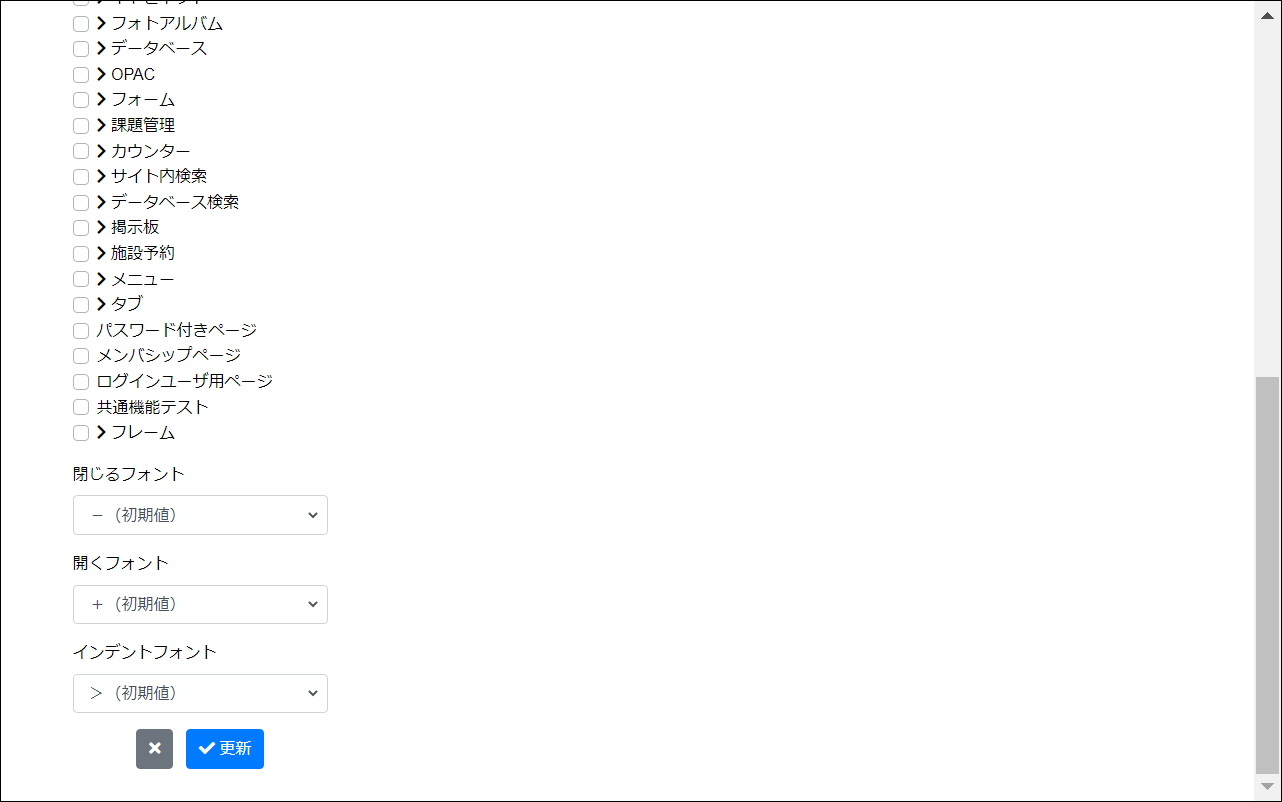 フォトアルバム
データベース
OPAC
フォーム
課題管理
カウンター
サイト内検索
データベース検索
掲示板
施設予約
メニュー
タブ
パスワード付きページ
メンバシップページ
ログインユーザ用ページ
共通機能テスト
フレーム
閉じるフォント
－（初期値）
開くフォント
＋（初期値）
インデントフォント
＞（初期値）
更新